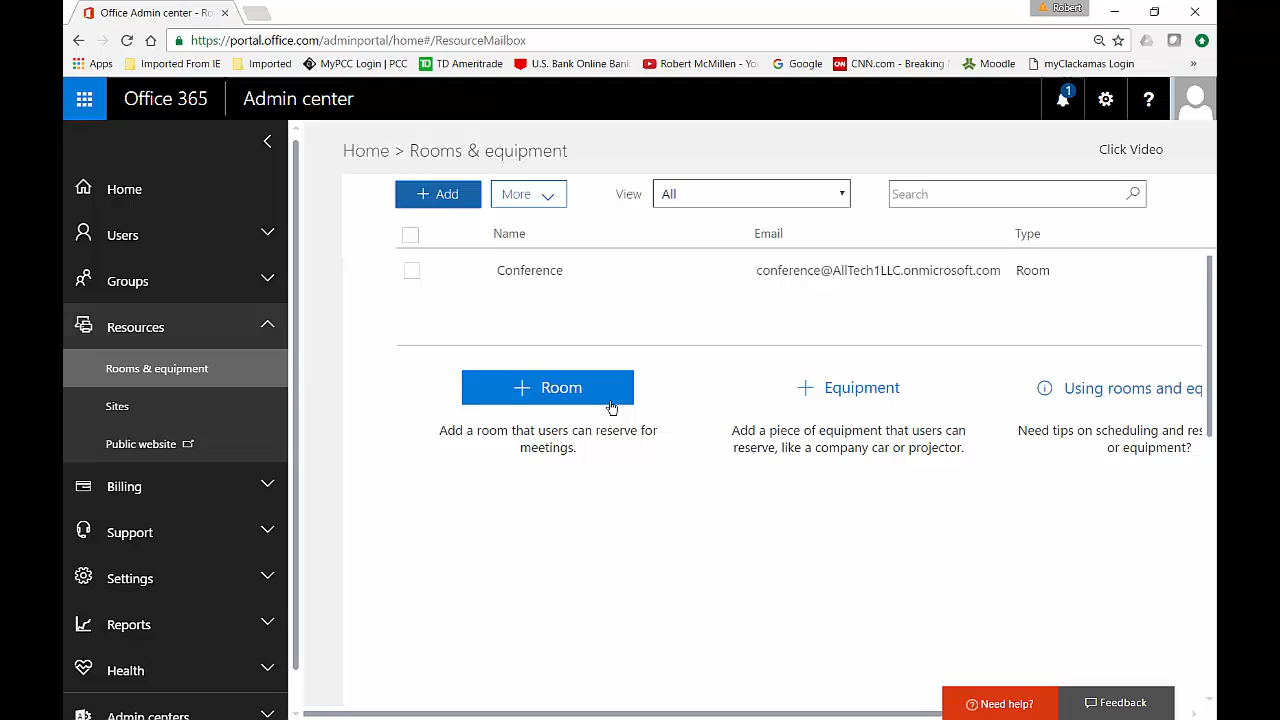 Office Admin center - Ro
Robert
https://portal.office.com/adminportal/home#/ResourceMailbox
Apps Imported From IE Imported MyPCC Login | PCC TD Ameritrade U.S. Bank Online Bank Robert McMillen - Yo Google CNN.com - Breaking Moodle myClackamas Login »
Office 365 Admin center 1 ?
Home > Rooms & equipment Click Video
Home
Users
Groups
Resources
Rooms & equipment
Sites
Public website
Billing
Support
Settings
Reports
Health
Admin centers
+ Add More View All Search
Name Email Type
Conference conference@AllTech1LLC.onmicrosoft.com Room
+ Room + Equipment Using rooms and eq
Add a room that users can reserve for Add a piece of equipment that users can Need tips on scheduling and res
meetings. reserve, like a company car or projector. or equipment?
Need help? Feedback